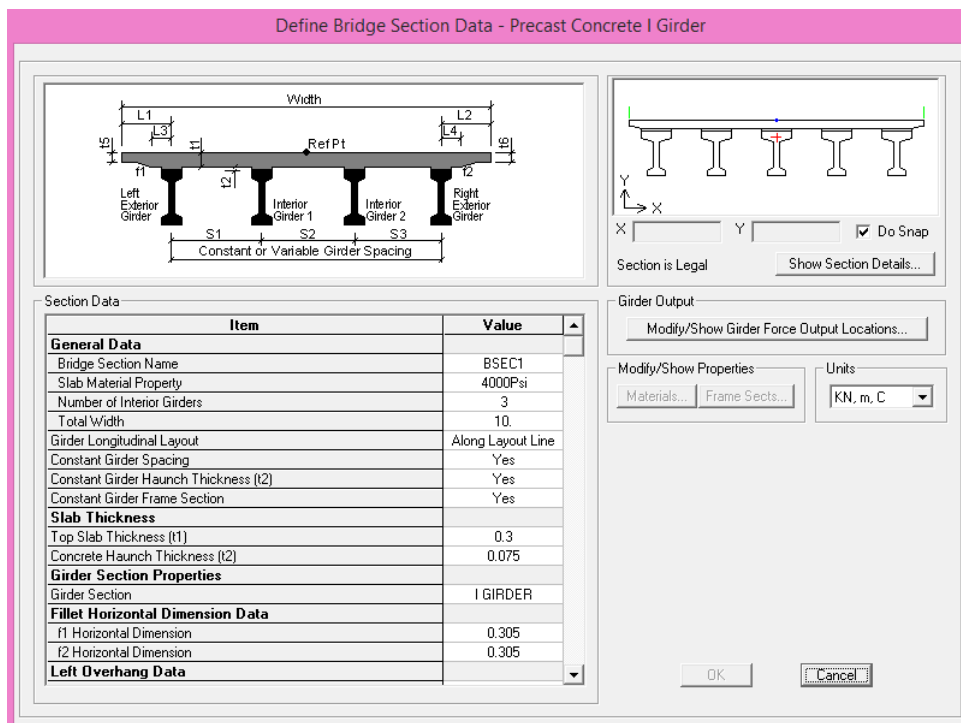 Define Bridge Section Data - Precast Concrete I Girder
Width
L1
L2
L3
L4
t5
t1
Ref Pt
t6
f1
t2
f2
Left Exterior Girder
Interior Girder 1
Interior Girder 2
Right Exterior Girder
S1
S2
S3
Constant or Variable Girder Spacing
Y
X
X
Y
Do Snap
Section is Legal
Show Section Details...
Section Data
Item Value
General Data
Bridge Section Name BSEC1
Slab Material Property 4000Psi
Number of Interior Girders 3
Total Width 10.
Girder Longitudinal Layout Along Layout Line
Constant Girder Spacing Yes
Constant Girder Haunch Thickness (t2) Yes
Constant Girder Frame Section Yes
Slab Thickness
Top Slab Thickness (t1) 0.3
Concrete Haunch Thickness (t2) 0.075
Girder Section Properties
Girder Section I GIRDER
Fillet Horizontal Dimension Data
f1 Horizontal Dimension 0.305
f2 Horizontal Dimension 0.305
Left Overhang Data
Girder Output
Modify/Show Girder Force Output Locations...
Modify/Show Properties
Materials...
Frame Sects...
Units
KN, m, C
OK
Cancel